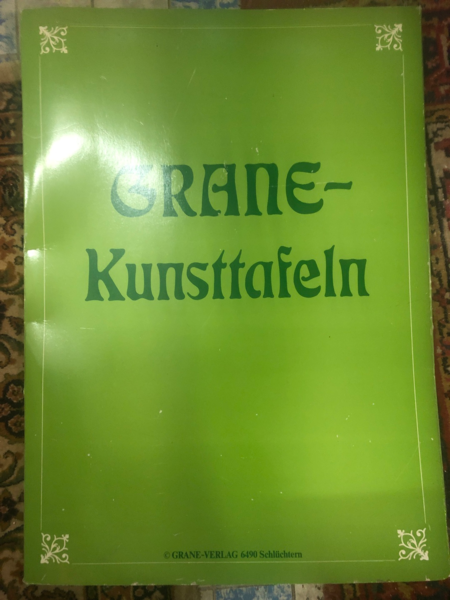 GRANE-
Kunsttafeln
© GRANE-VERLAG 6490 Schlüchtern